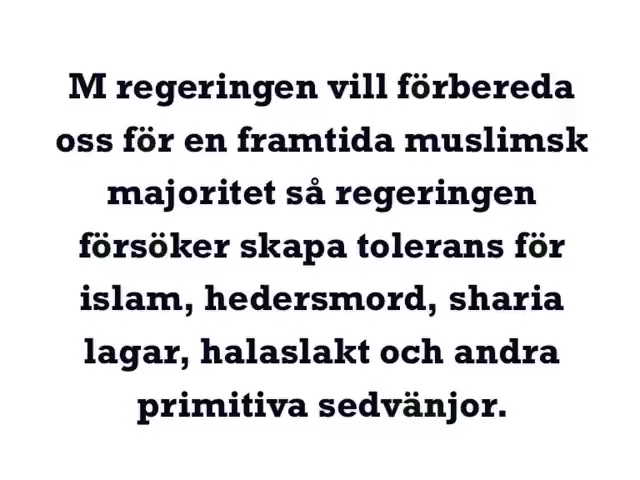 M regeringen vill förbereda
oss för en framtida muslimsk
majoritet så regeringen
försöker skapa tolerans för
islam, hedersmord, sharia
lagar, halaslakt och andra
primitiva sedvänjor.